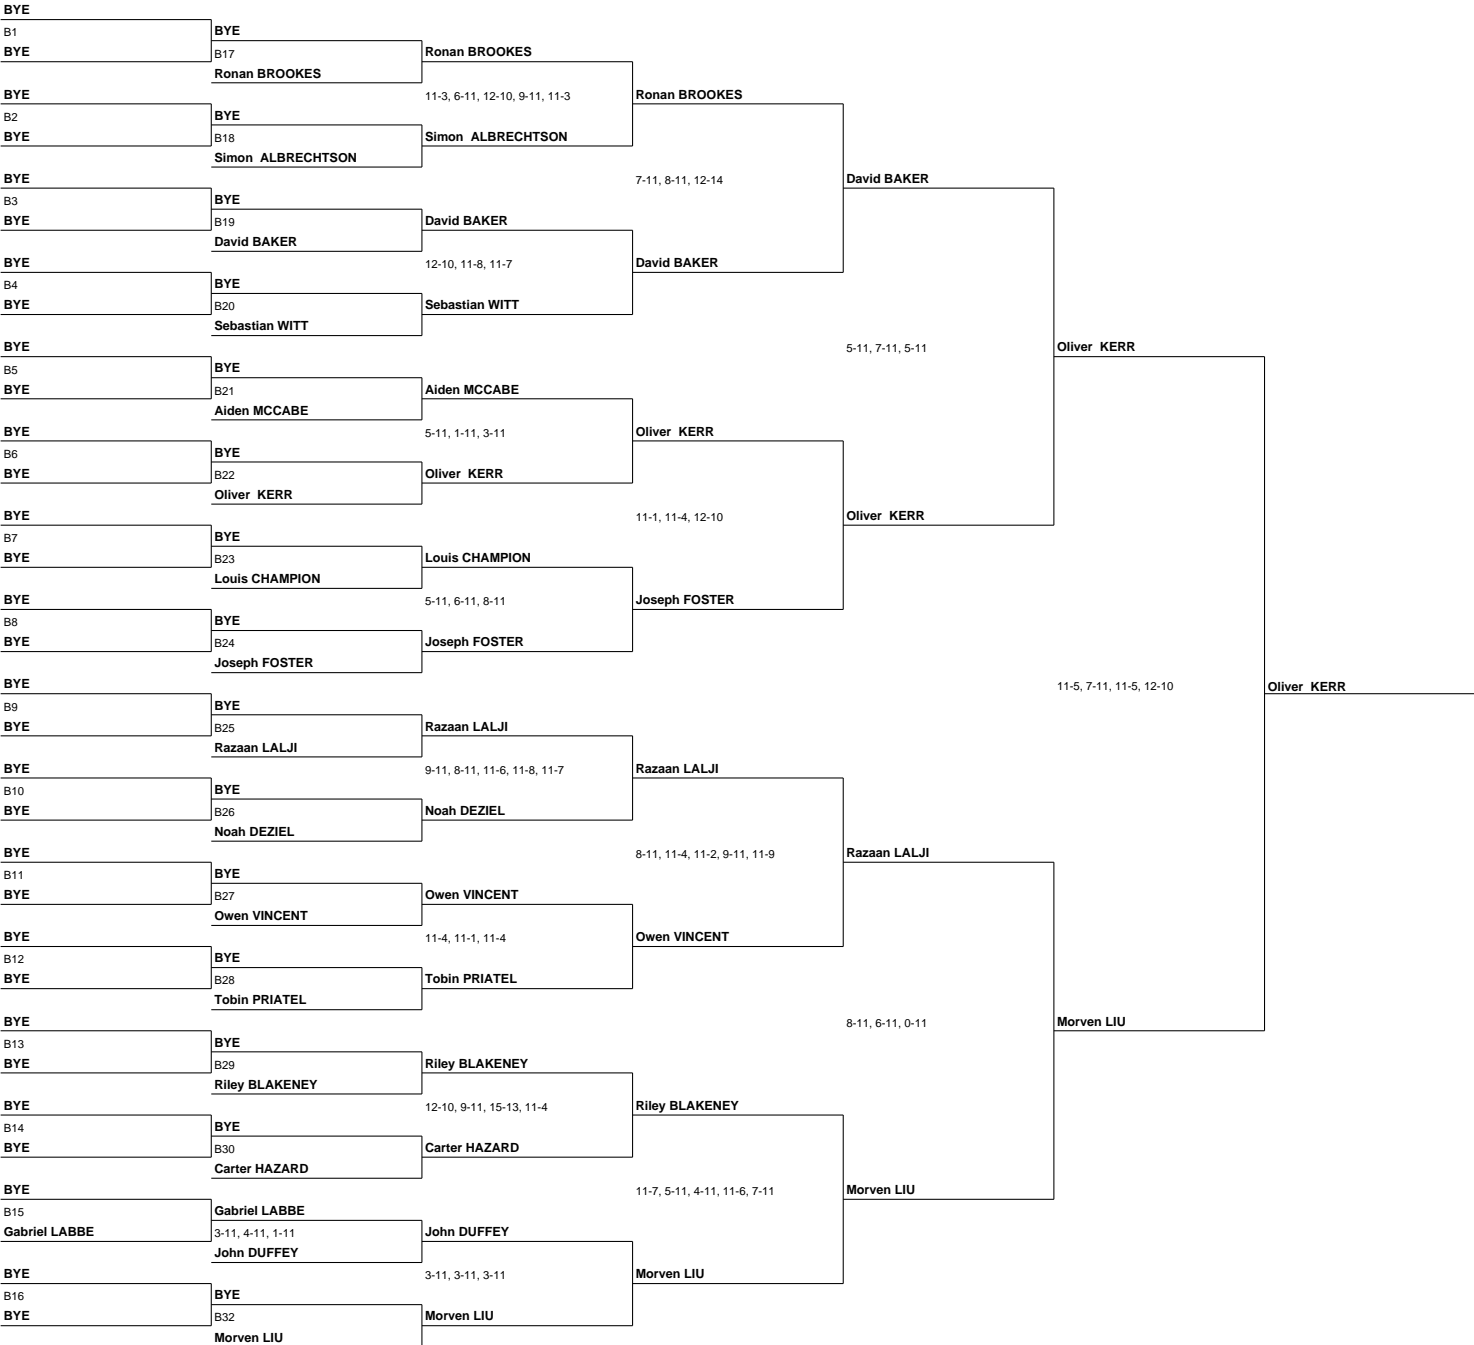 BYE
B1
BYE
BYE
B17
Ronan BROOKES
Ronan BROOKES
11-3, 6-11, 12-10, 9-11, 11-3
BYE
B2
BYE
BYE
B18
Simon ALBRECHTSON
Simon ALBRECHTSON
Ronan BROOKES
7-11, 8-11, 12-14
BYE
B3
BYE
BYE
B19
David BAKER
David BAKER
12-10, 11-8, 11-7
BYE
B4
BYE
BYE
B20
Sebastian WITT
Sebastian WITT
David BAKER
David BAKER
5-11, 7-11, 5-11
BYE
B5
BYE
BYE
B21
Aiden MCCABE
Aiden MCCABE
5-11, 1-11, 3-11
BYE
B6
BYE
BYE
B22
Oliver KERR
Oliver KERR
Oliver KERR
11-1, 11-4, 12-10
BYE
B7
BYE
BYE
B23
Louis CHAMPION
Louis CHAMPION
5-11, 6-11, 8-11
BYE
B8
BYE
BYE
B24
Joseph FOSTER
Joseph FOSTER
Joseph FOSTER
Oliver KERR
Oliver KERR
11-5, 7-11, 11-5, 12-10
Oliver KERR
BYE
B9
BYE
BYE
B25
Razaan LALJI
Razaan LALJI
9-11, 8-11, 11-6, 11-8, 11-7
BYE
B10
BYE
BYE
B26
Noah DEZIEL
Noah DEZIEL
Razaan LALJI
8-11, 11-4, 11-2, 9-11, 11-9
BYE
B11
BYE
BYE
B27
Owen VINCENT
Owen VINCENT
11-4, 11-1, 11-4
BYE
B12
BYE
BYE
B28
Tobin PRIATEL
Tobin PRIATEL
Owen VINCENT
Razaan LALJI
8-11, 6-11, 0-11
BYE
B13
BYE
BYE
B29
Riley BLAKENEY
Riley BLAKENEY
12-10, 9-11, 15-13, 11-4
BYE
B14
BYE
BYE
B30
Carter HAZARD
Carter HAZARD
Riley BLAKENEY
11-7, 5-11, 4-11, 11-6, 7-11
BYE
B15
Gabriel LABBE
Gabriel LABBE
3-11, 4-11, 1-11
John DUFFEY
John DUFFEY
3-11, 3-11, 3-11
BYE
B16
BYE
BYE
B32
Morven LIU
Morven LIU
Morven LIU
Morven LIU
Morven LIU